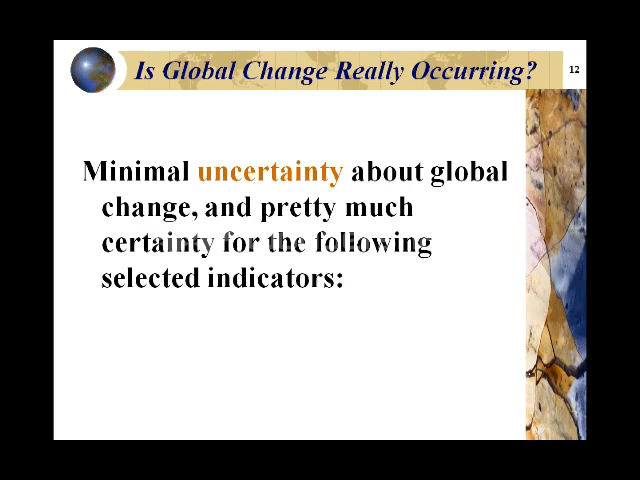 Is Global Change Really Occurring?
12
Minimal uncertainty about global
change, and pretty much
certainty for the following
selected indicators: